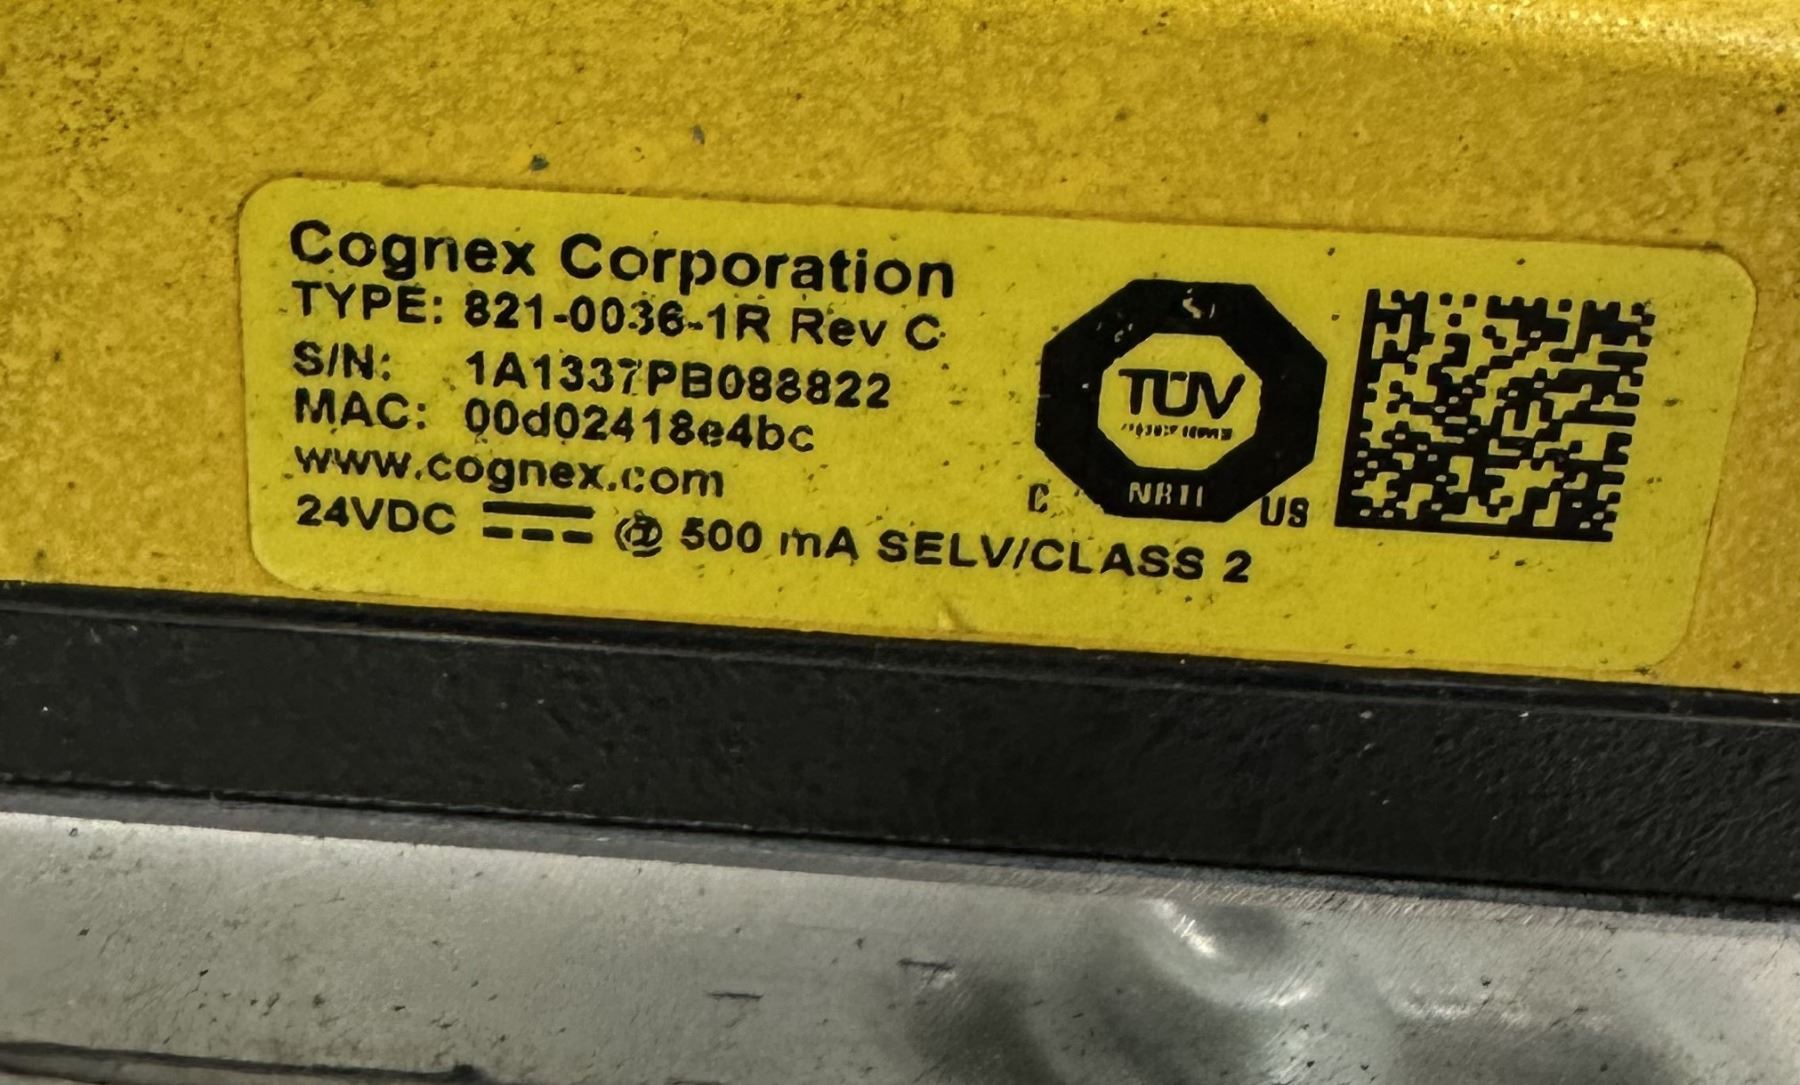 Cognex Corporation
TYPE: 821-0036-1R Rev C
S/N: 1A1337PB088822
MAC: 00d02418e4bc
www.cognex.com
24VDC @ 500 mA SELV/CLASS 2
TÜV
C US